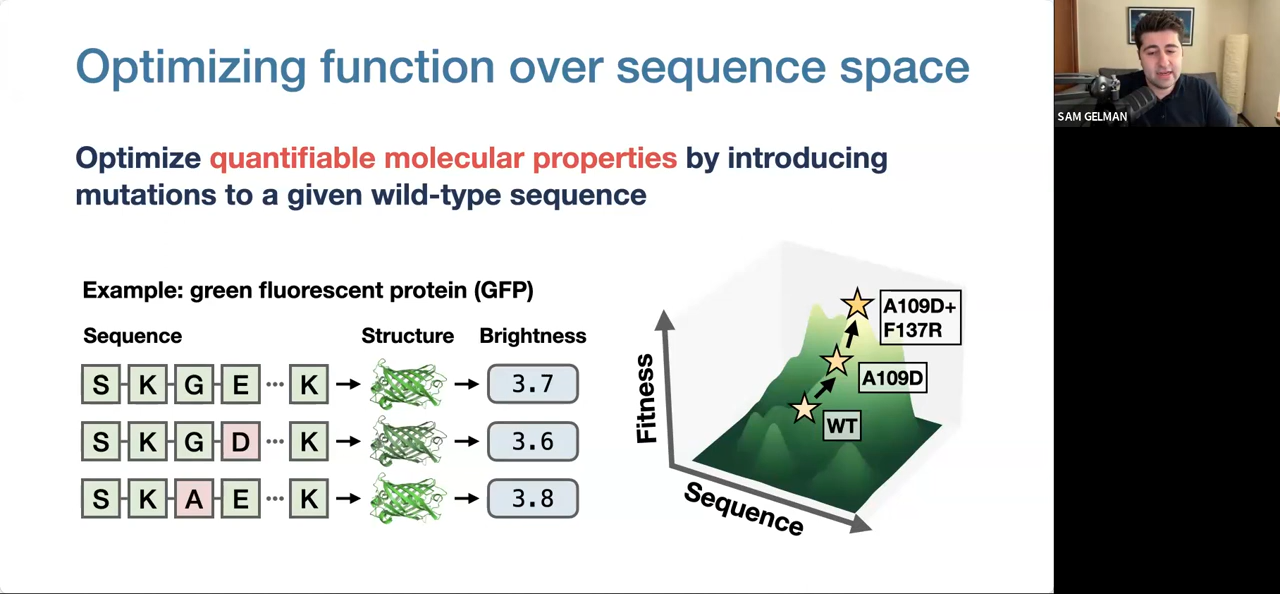 Optimizing function over sequence space
SAM GELMAN
Optimize quantifiable molecular properties by introducing
mutations to a given wild-type sequence
Example: green fluorescent protein (GFP)
Sequence Structure Brightness
S K G E ... K 3.7
S K G D ... K 3.6
S K A E ... K 3.8
Fitness
A109D+
F137R
A109D
WT
Sequence